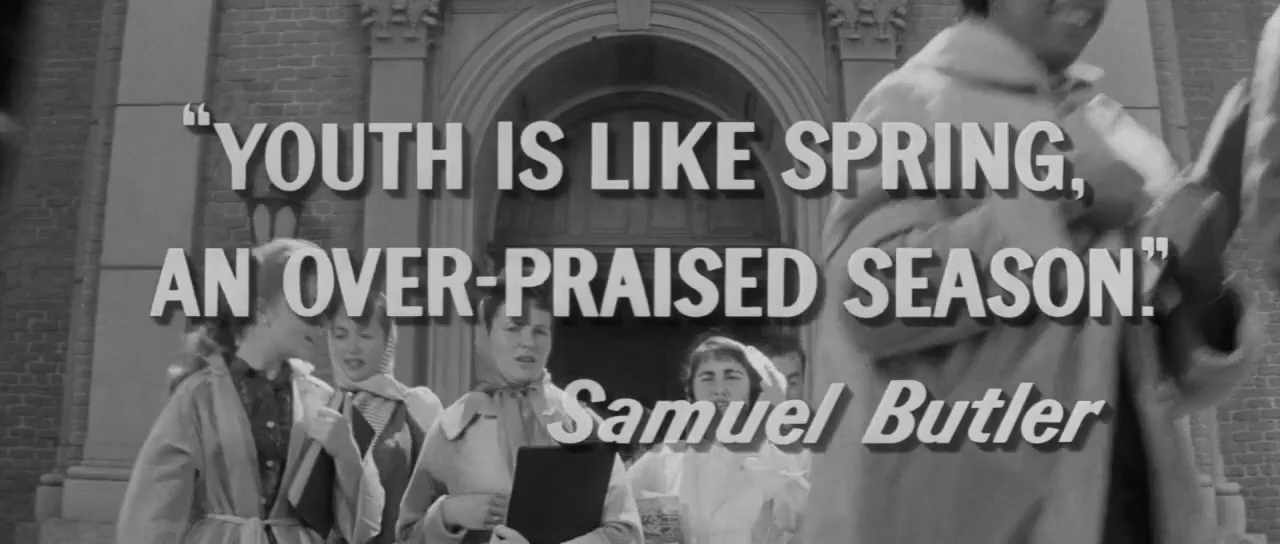 “YOUTH IS LIKE SPRING,
AN OVER-PRAISED SEASON.”
Samuel Butler